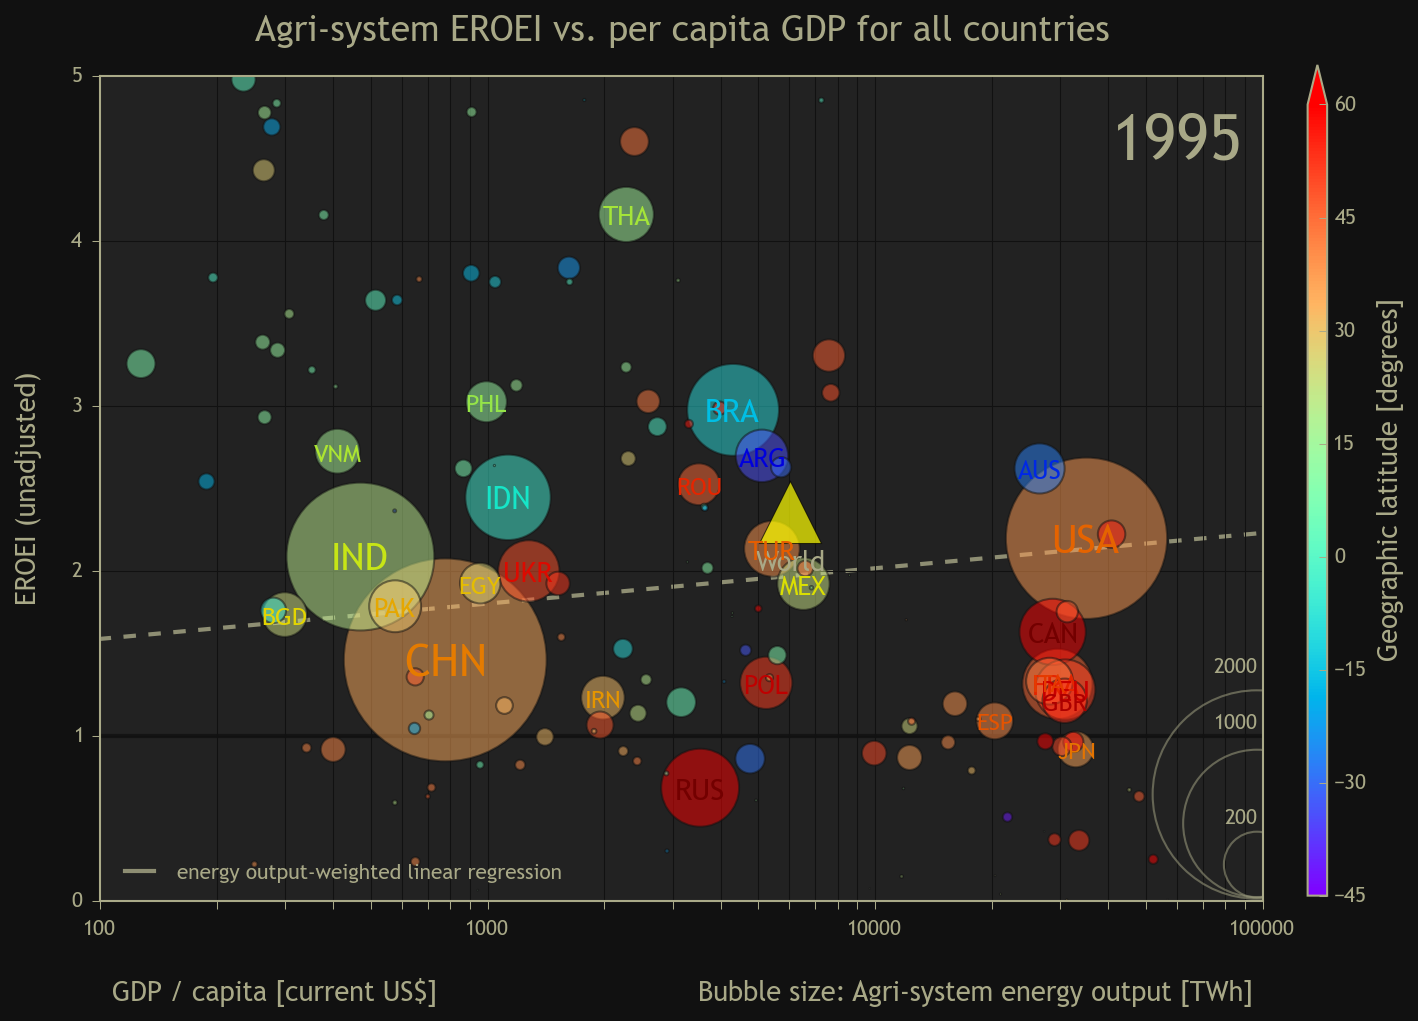 Agri-system EROEI vs. per capita GDP for all countries
1995
5
4
3
2
1
0
EROEI (unadjusted)
THA
PHL
BRA
VNM
ARG
ROU
AUS
IDN
USA
IND
TUR
World
UKR
EGY
MEX
PAK
BGD
CAN
CHN
POL
IRN
GBR
ESP
JPN
RUS
2000
1000
200
energy output-weighted linear regression
100
1000
10000
100000
GDP / capita [current US$]
Bubble size: Agri-system energy output [TWh]
60
45
30
15
0
−15
−30
−45
Geographic latitude [degrees]